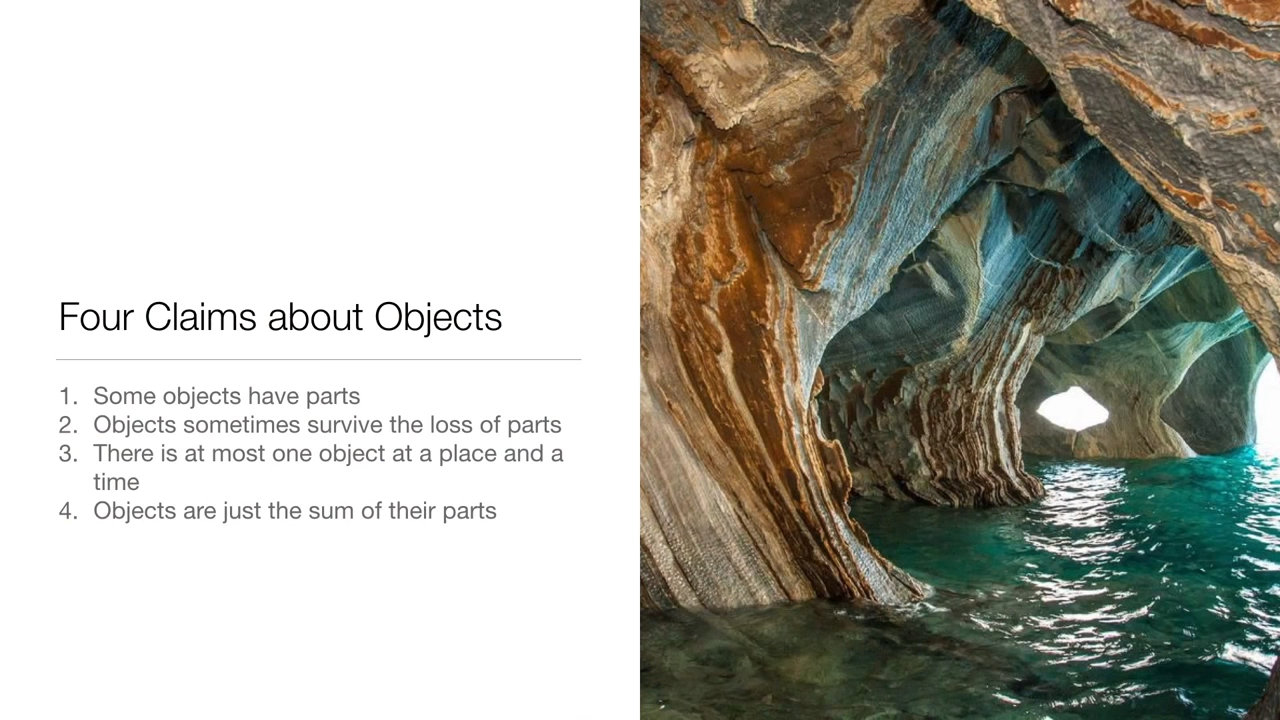 Four Claims about Objects
1. Some objects have parts
2. Objects sometimes survive the loss of parts
3. There is at most one object at a place and a
time
4. Objects are just the sum of their parts